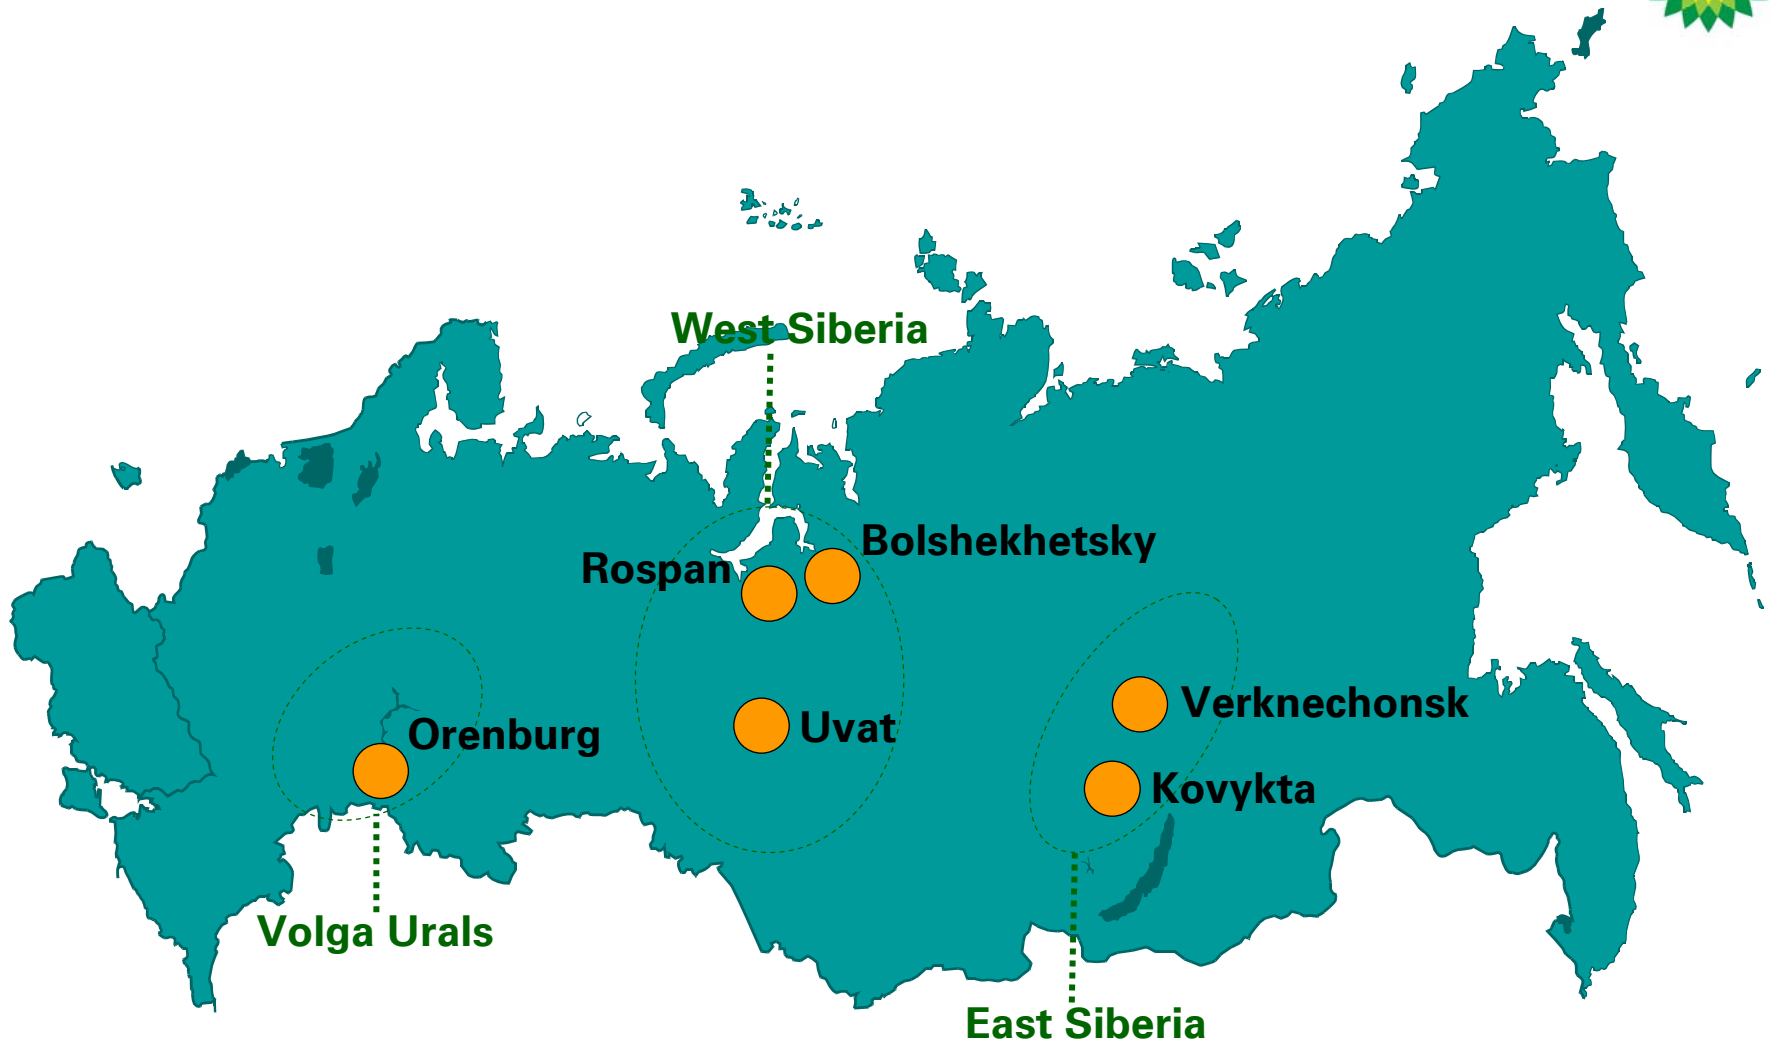 West Siberia
Bolshekhetsky
Rospan
Verknechonsk
Uvat
Orenburg
Kovykta
Volga Urals
East Siberia